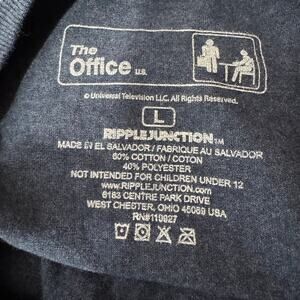 The
Office U.S.
© Universal Television LLC. All Rights Reserved.
L
RIPPLEJUNCTION™
MADE IN EL SALVADOR / FABRIQUE AU SALVADOR
60% COTTON / COTON
40% POLYESTER
NOT INTENDED FOR CHILDREN UNDER 12
www.RIPPLEJUNCTION.com
6183 CENTRE PARK DRIVE
WEST CHESTER, OHIO 45069 USA
RN#110927